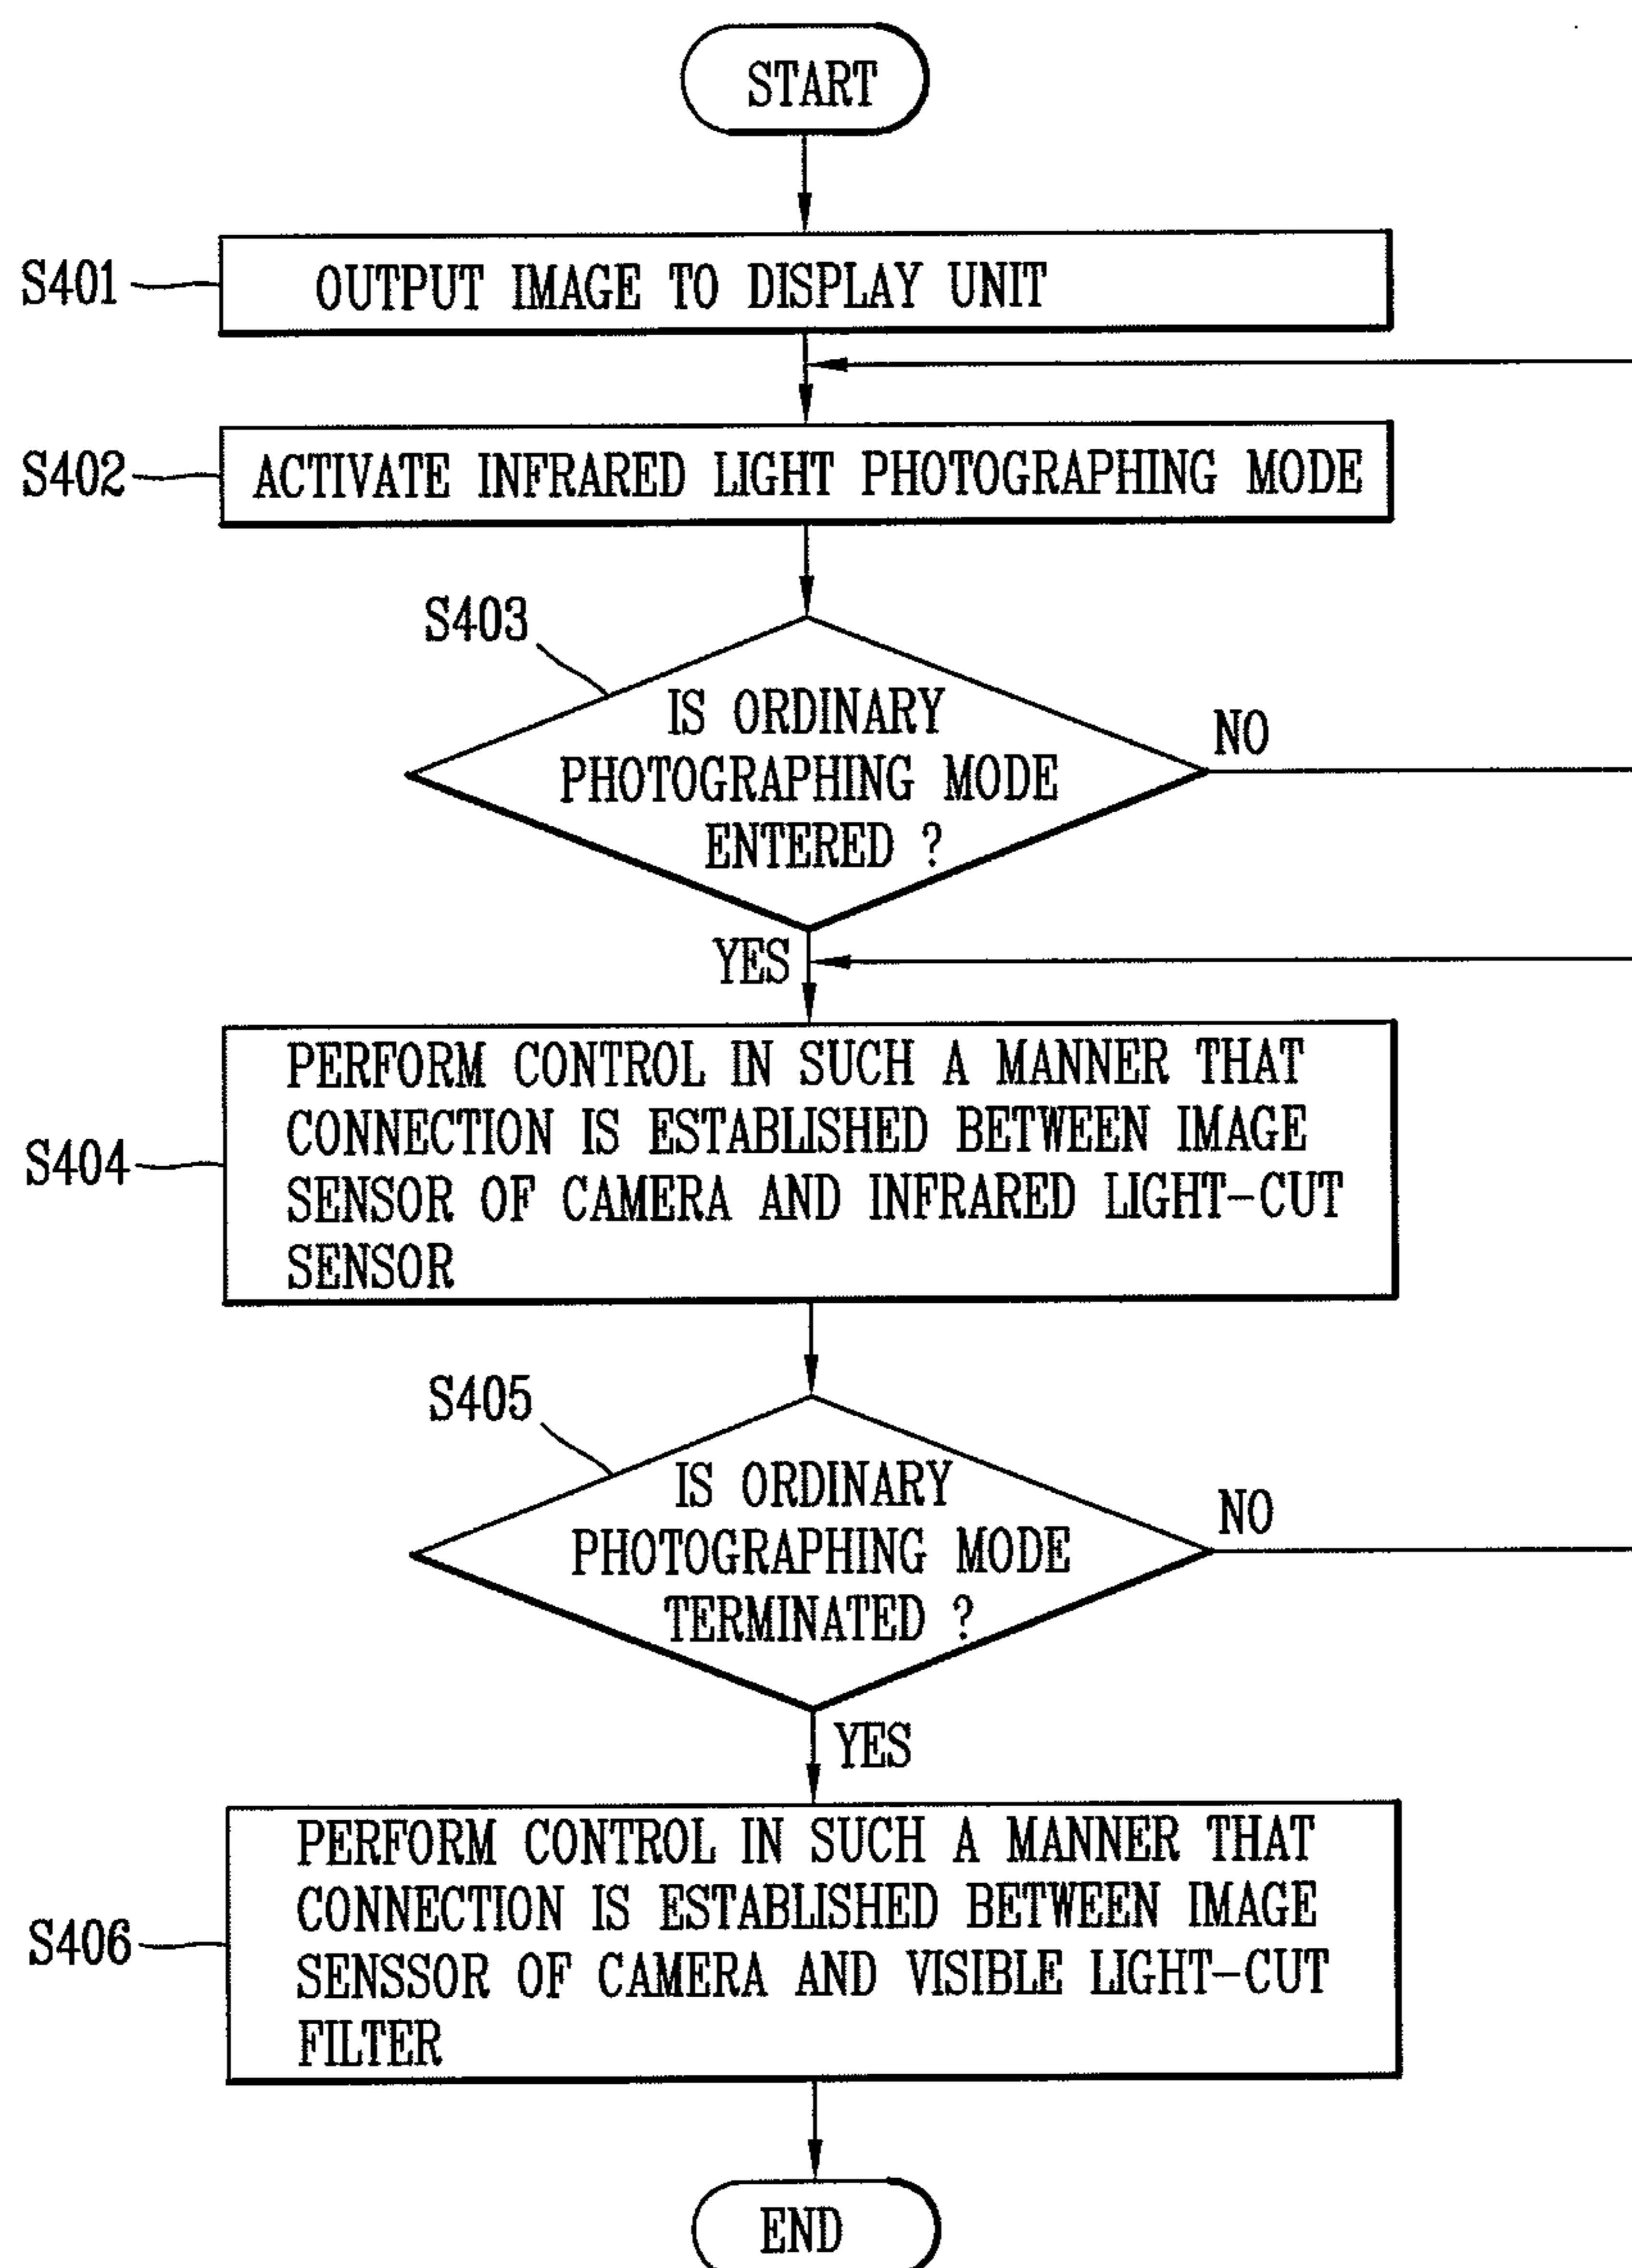 START
S401
OUTPUT IMAGE TO DISPLAY UNIT
S402
ACTIVATE INFRARED LIGHT PHOTOGRAPHING MODE
S403
IS ORDINARY
PHOTOGRAPHING MODE
ENTERED ?
NO
YES
S404
PERFORM CONTROL IN SUCH A MANNER THAT
CONNECTION IS ESTABLISHED BETWEEN IMAGE
SENSOR OF CAMERA AND INFRARED LIGHT-CUT
SENSOR
S405
IS ORDINARY
PHOTOGRAPHING MODE
TERMINATED ?
NO
YES
S406
PERFORM CONTROL IN SUCH A MANNER THAT
CONNECTION IS ESTABLISHED BETWEEN IMAGE
SENSSOR OF CAMERA AND VISIBLE LIGHT-CUT
FILTER
END